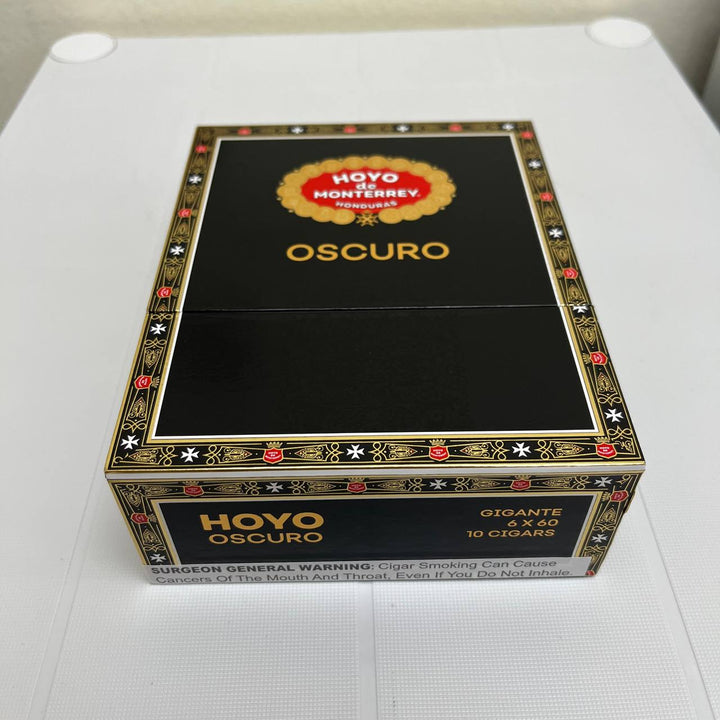 HOYO
de
MONTERREY.
HONDURAS
OSCURO
HOYO
OSCURO
GIGANTE
6 X 60
10 CIGARS
SURGEON GENERAL WARNING: Cigar Smoking Can Cause
Cancers Of The Mouth And Throat, Even If You Do Not Inhale.